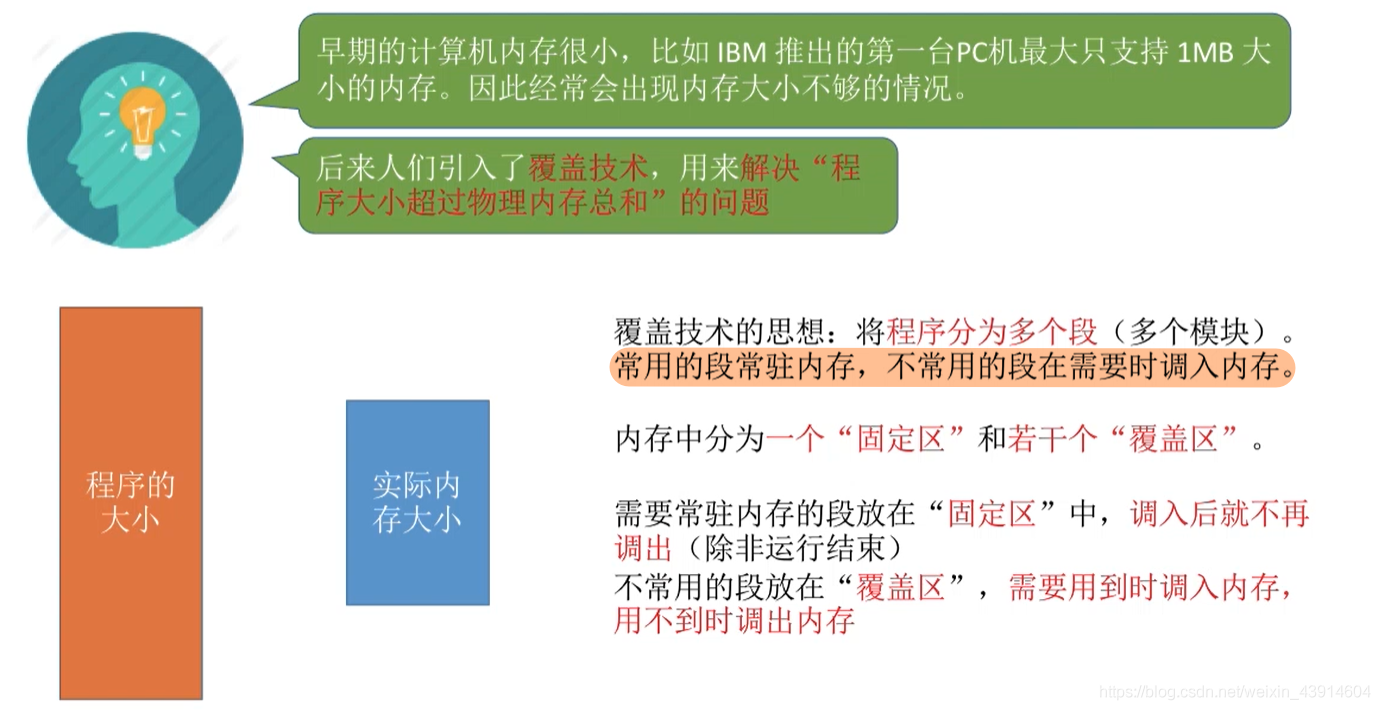 早期的计算机内存很小，比如 IBM 推出的第一台PC机最大只支持 1MB 大
小的内存。因此经常会出现内存大小不够的情况。
后来人们引入了覆盖技术，用来解决“程
序大小超过物理内存总和”的问题
程序的
大小
实际内
存大小
覆盖技术的思想：将程序分为多个段（多个模块）。
常用的段常驻内存，不常用的段在需要时调入内存。
内存中分为一个“固定区”和若干个“覆盖区”。
需要常驻内存的段放在“固定区”中，调入后就不再
调出（除非运行结束）
不常用的段放在“覆盖区”，需要用到时调入内存，
用不到时调出内存
https://blog.csdn.net/weixin_43914604